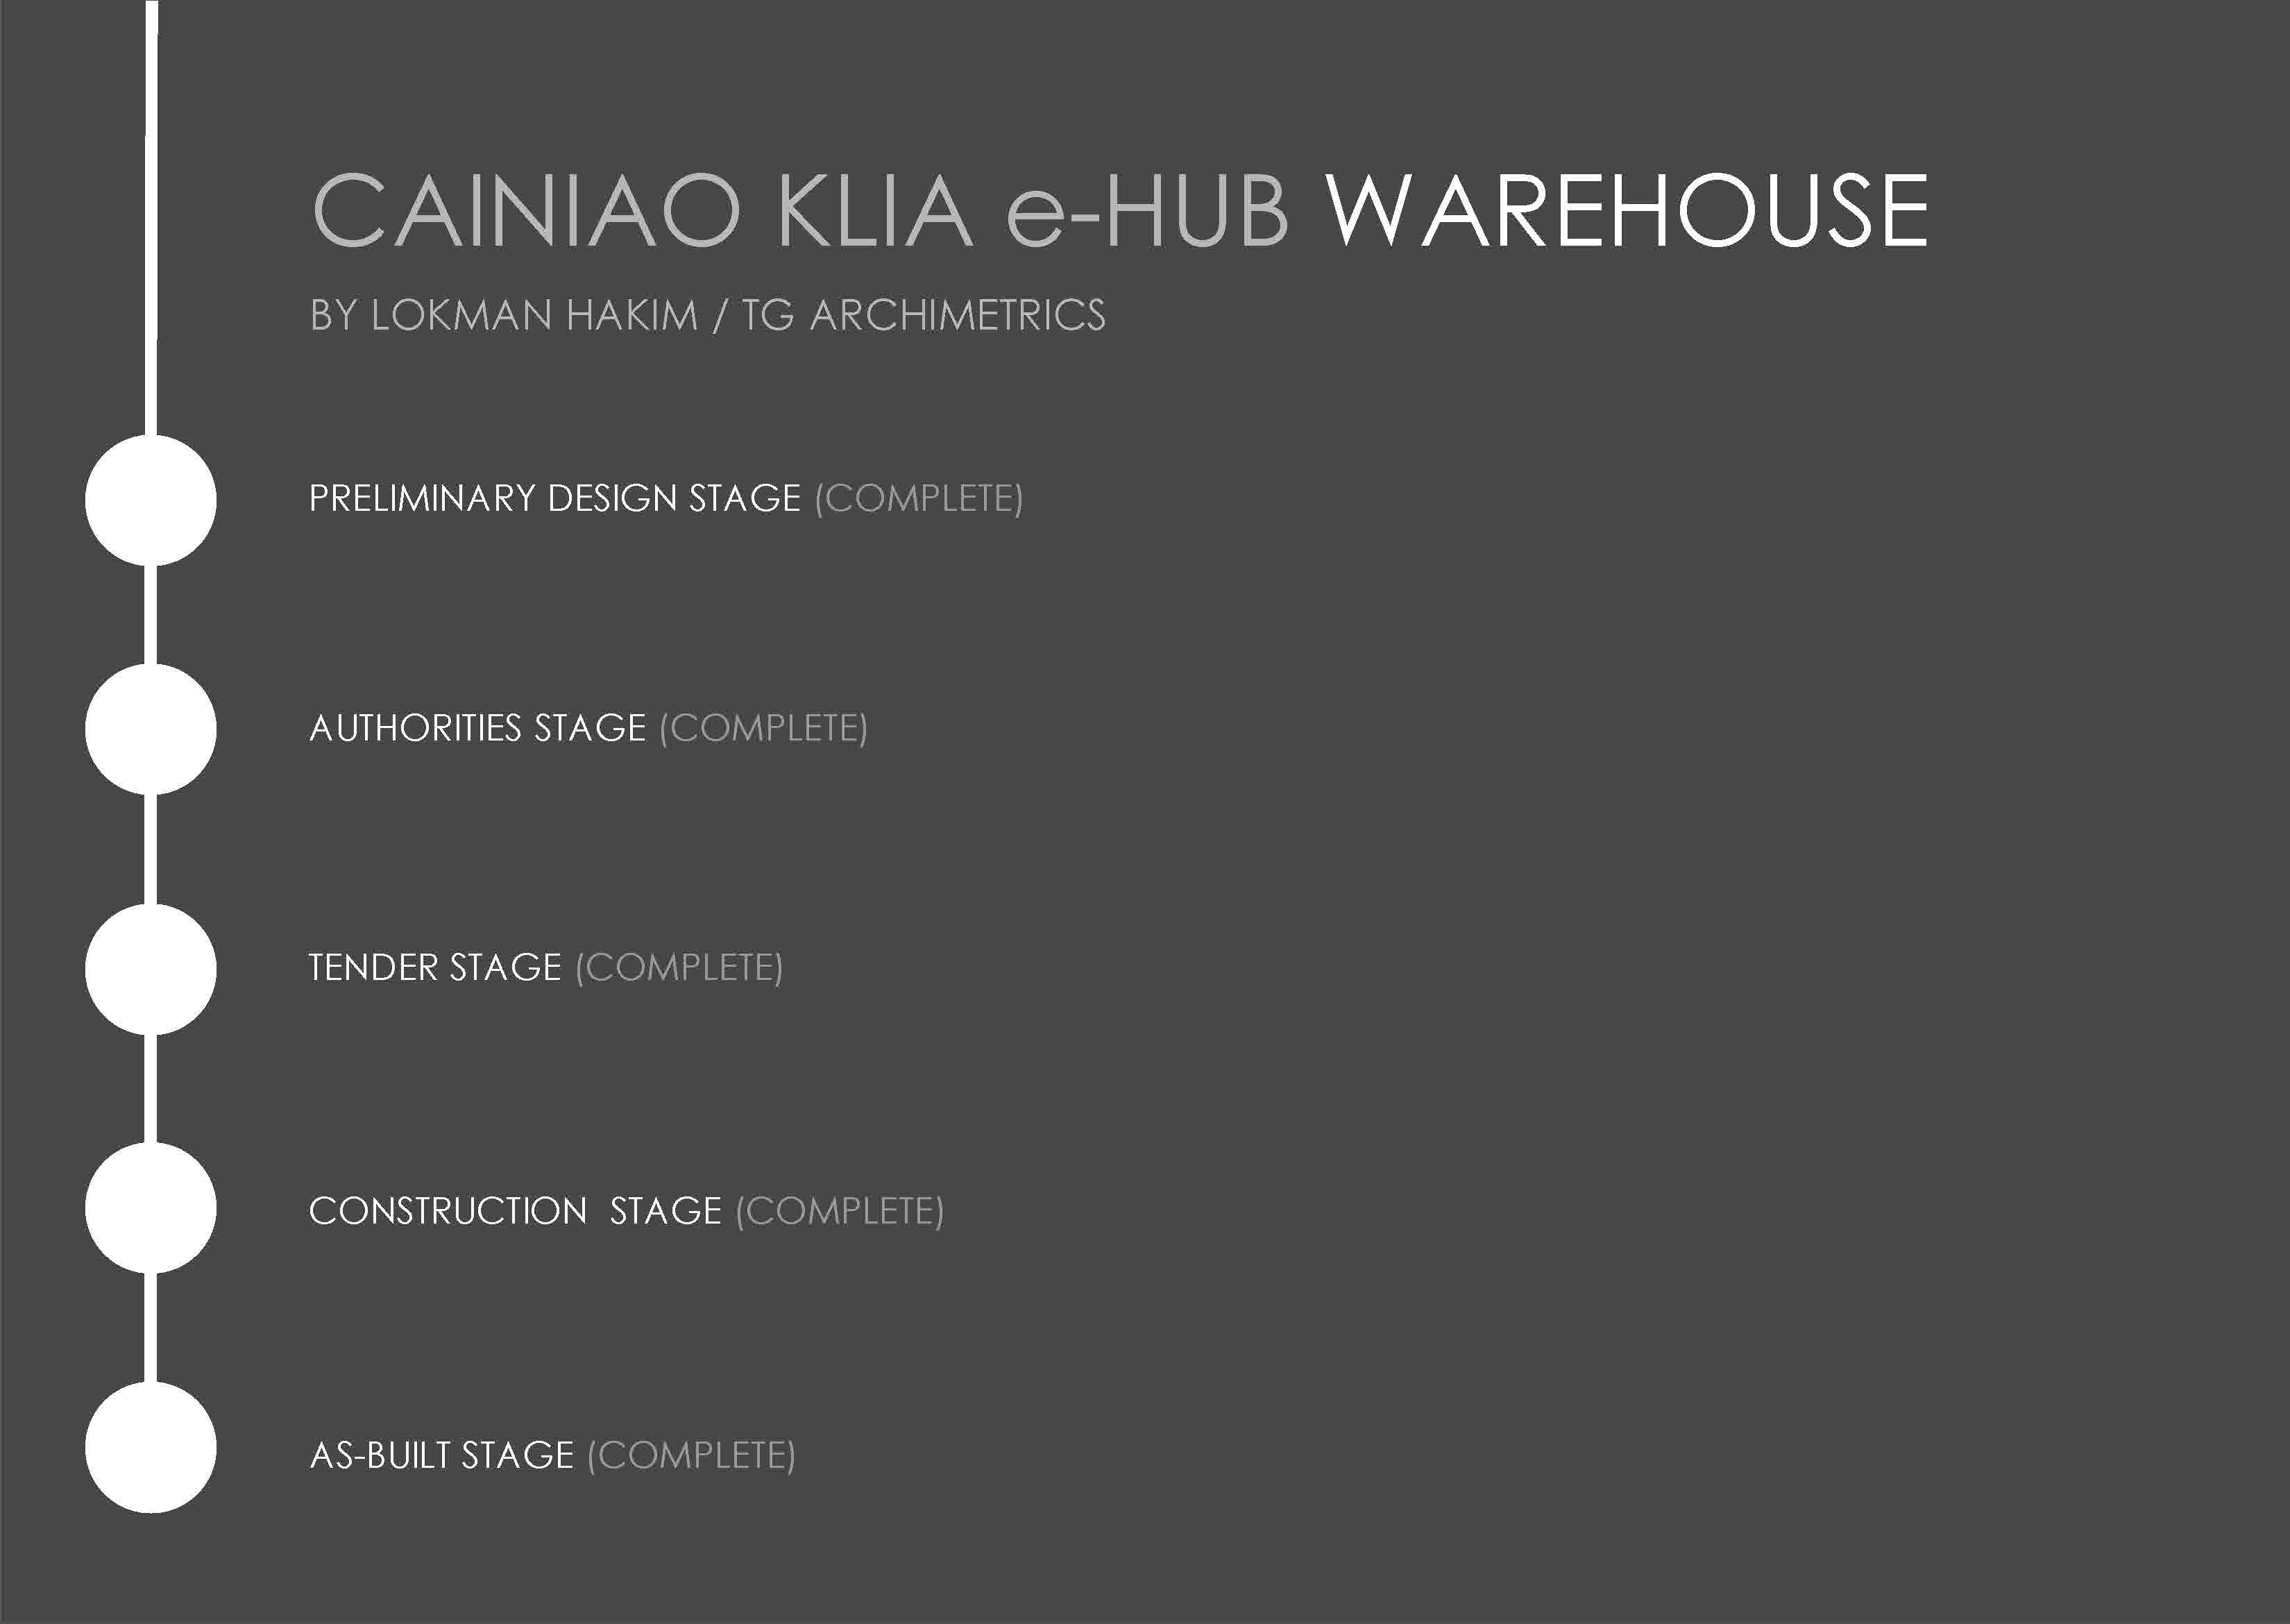 CAINIAO KLIA e-HUB WAREHOUSE
BY LOKMAN HAKIM / TG ARCHIMETRICS
PRELIMINARY DESIGN STAGE (COMPLETE)
AUTHORITIES STAGE (COMPLETE)
TENDER STAGE (COMPLETE)
CONSTRUCTION STAGE (COMPLETE)
AS-BUILT STAGE (COMPLETE)